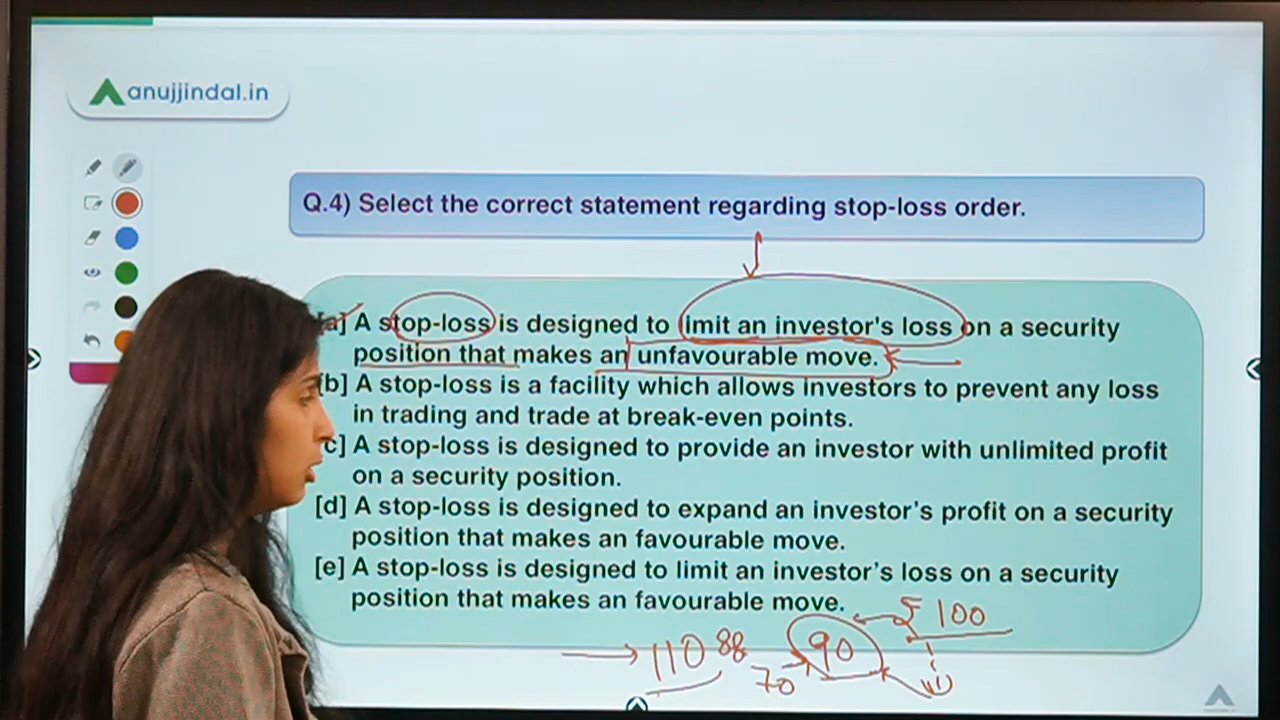 anujjindal.in
Q.4) Select the correct statement regarding stop-loss order.
[a] A stop-loss is designed to limit an investor's loss on a security
position that makes an unfavourable move.
[b] A stop-loss is a facility which allows investors to prevent any loss
in trading and trade at break-even points.
c] A stop-loss is designed to provide an investor with unlimited profit
on a security position.
[d] A stop-loss is designed to expand an investor's profit on a security
position that makes an favourable move.
[e] A stop-loss is designed to limit an investor's loss on a security
position that makes an favourable move.
₹ 100
110 88 90
70